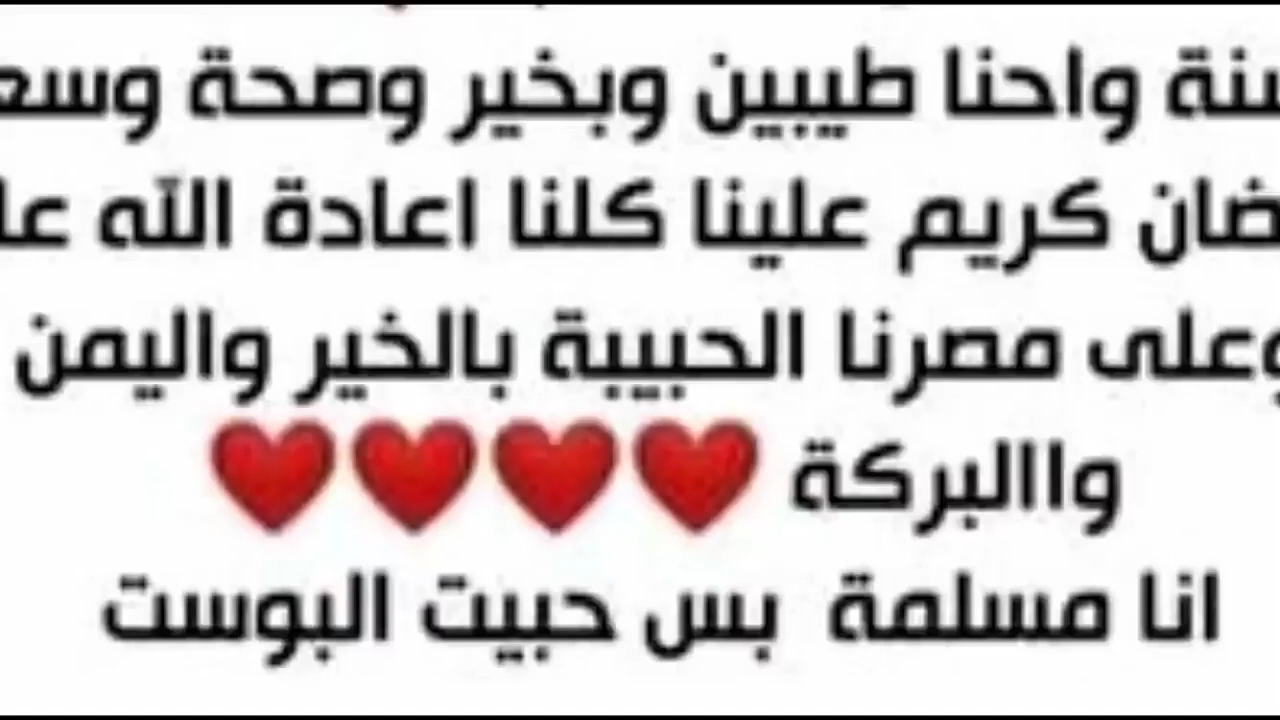 واحنا طيبين وبخير وصحة
كريم علينا كلنا اعادة الله
وعلى مصرنا الحبيبة بالخير واليمن
واالبركة ❤️❤️❤️❤️
انا مسلمة بس حبيت البوست